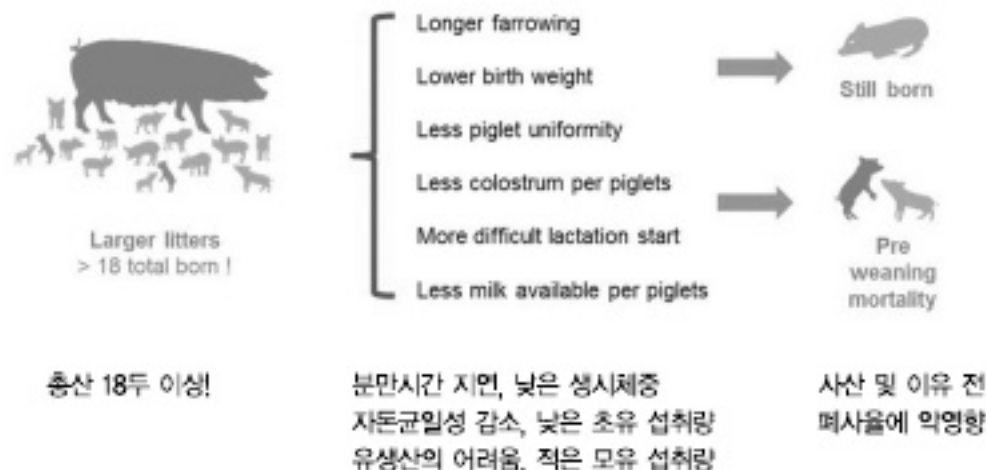 Longer farrowing
Lower birth weight
Less piglet uniformity
Less colostrum per piglets
More difficult lactation start
Less milk available per piglets
Larger litters
> 18 total born !
Still born
Pre
weaning
mortality
총산 18두 이상!
분만시간 지연, 낮은 생시체중
자돈균일성 감소, 낮은 초유 섭취량
유생산의 어려움, 적은 모유 섭취량
사산 및 이유 전
폐사율에 악영향